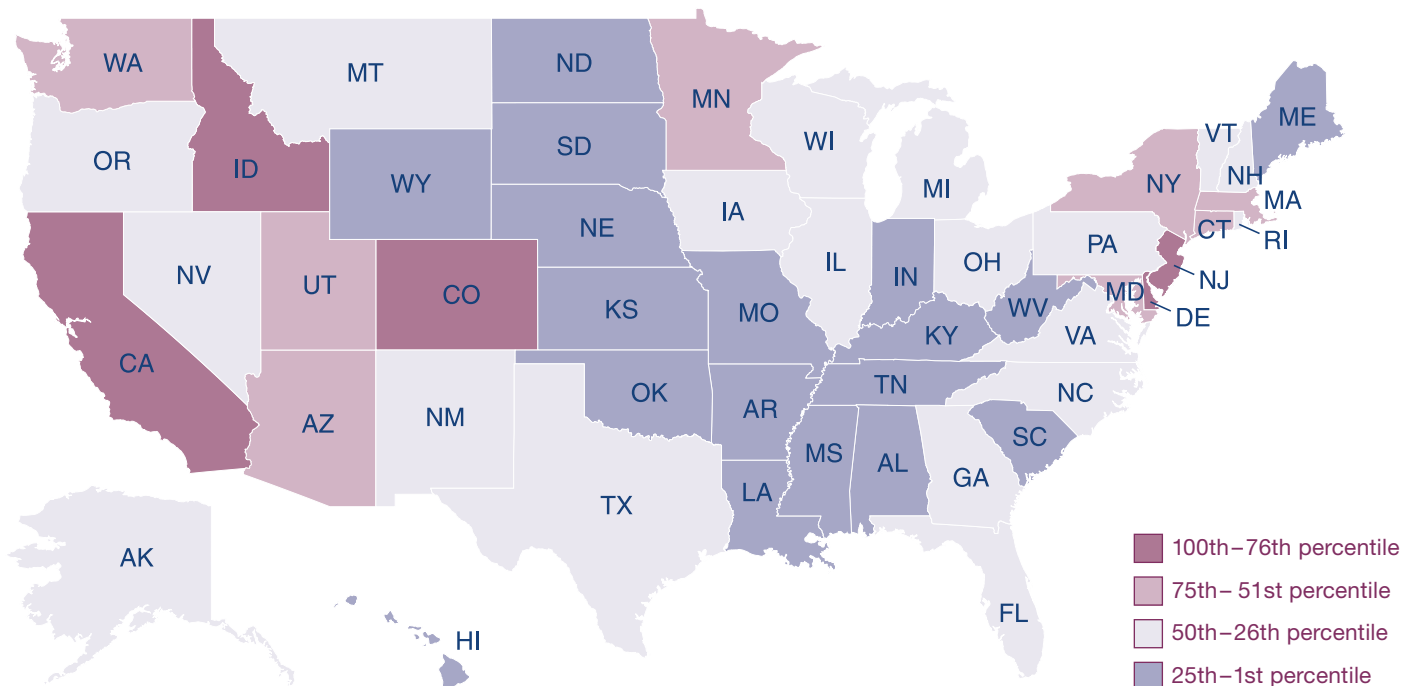 WA
MT
ND
MN
OR
ID
WY
SD
WI
MI
VT
ME
NH
NY
MA
CT
RI
NV
UT
CO
NE
IA
IL
IN
OH
PA
NJ
MD
DE
CA
KS
MO
KY
WV
VA
AZ
NM
OK
AR
TN
NC
SC
MS
AL
GA
LA
TX
AK
HI
FL
100th–76th percentile
75th–51st percentile
50th–26th percentile
25th–1st percentile